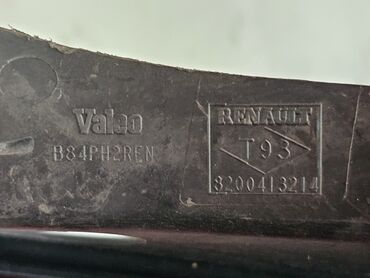 Valeo
B84PH2REN
RENAULT
T93
8200413214